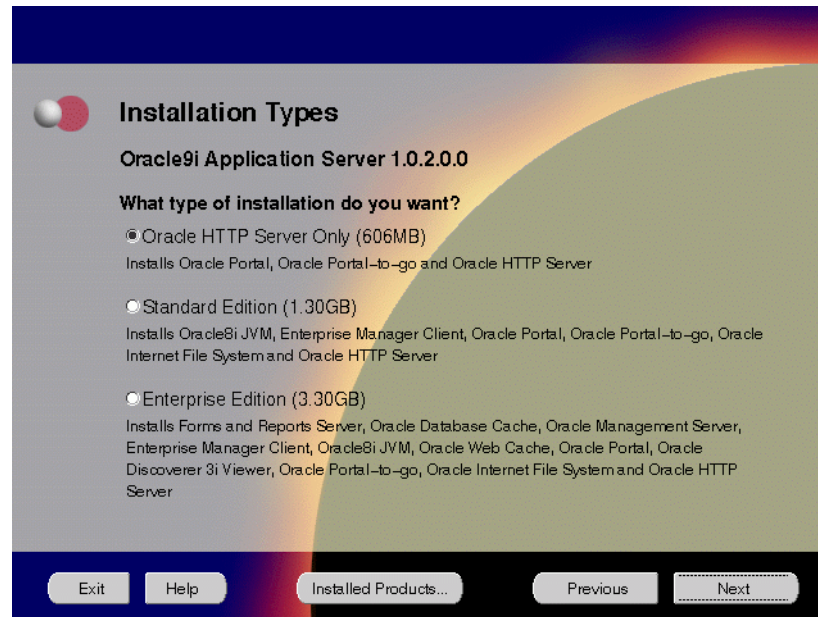 Installation Types
Oracle9i Application Server 1.0.2.0.0
What type of installation do you want?
Oracle HTTP Server Only (606MB)
Installs Oracle Portal, Oracle Portal-to-go and Oracle HTTP Server
Standard Edition (1.30GB)
Installs Oracle8i JVM, Enterprise Manager Client, Oracle Portal, Oracle Portal-to-go, Oracle
Internet File System and Oracle HTTP Server
Enterprise Edition (3.30GB)
Installs Forms and Reports Server, Oracle Database Cache, Oracle Management Server,
Enterprise Manager Client, Oracle8i JVM, Oracle Web Cache, Oracle Portal, Oracle
Discoverer 3i Viewer, Oracle Portal-to-go, Oracle Internet File System and Oracle HTTP
Server
Exit Help Installed Products... Previous Next